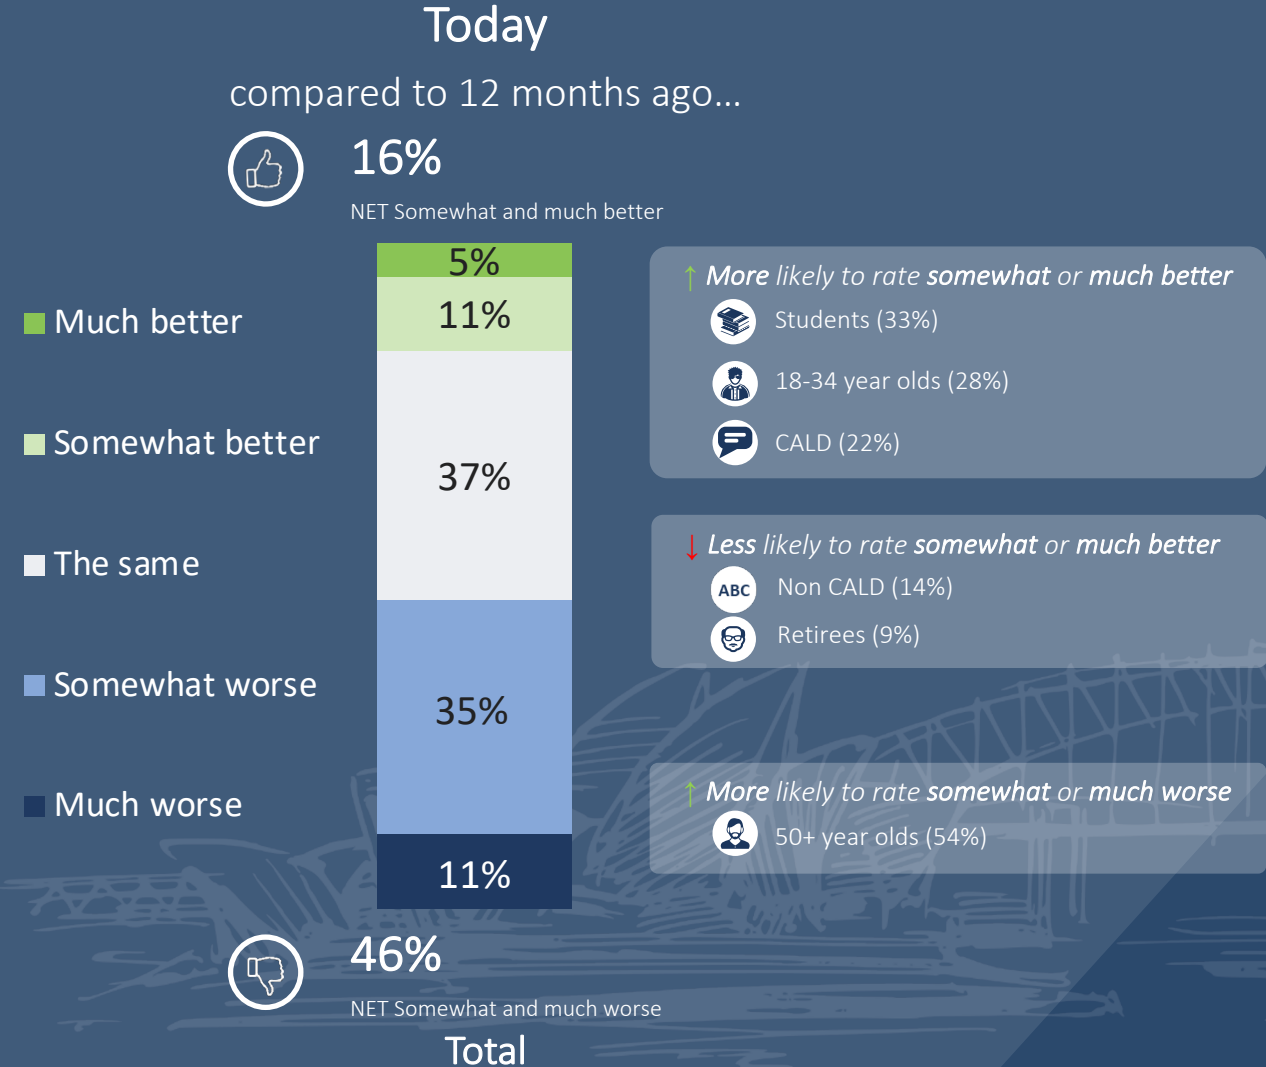 Today
compared to 12 months ago...
16%
NET Somewhat and much better
Much better
Somewhat better
The same
Somewhat worse
Much worse
5%
11%
37%
35%
11%
46%
NET Somewhat and much worse
Total
↑ More likely to rate somewhat or much better
Students (33%)
18-34 year olds (28%)
CALD (22%)
↓ Less likely to rate somewhat or much better
ABC Non CALD (14%)
Retirees (9%)
↑ More likely to rate somewhat or much worse
50+ year olds (54%)